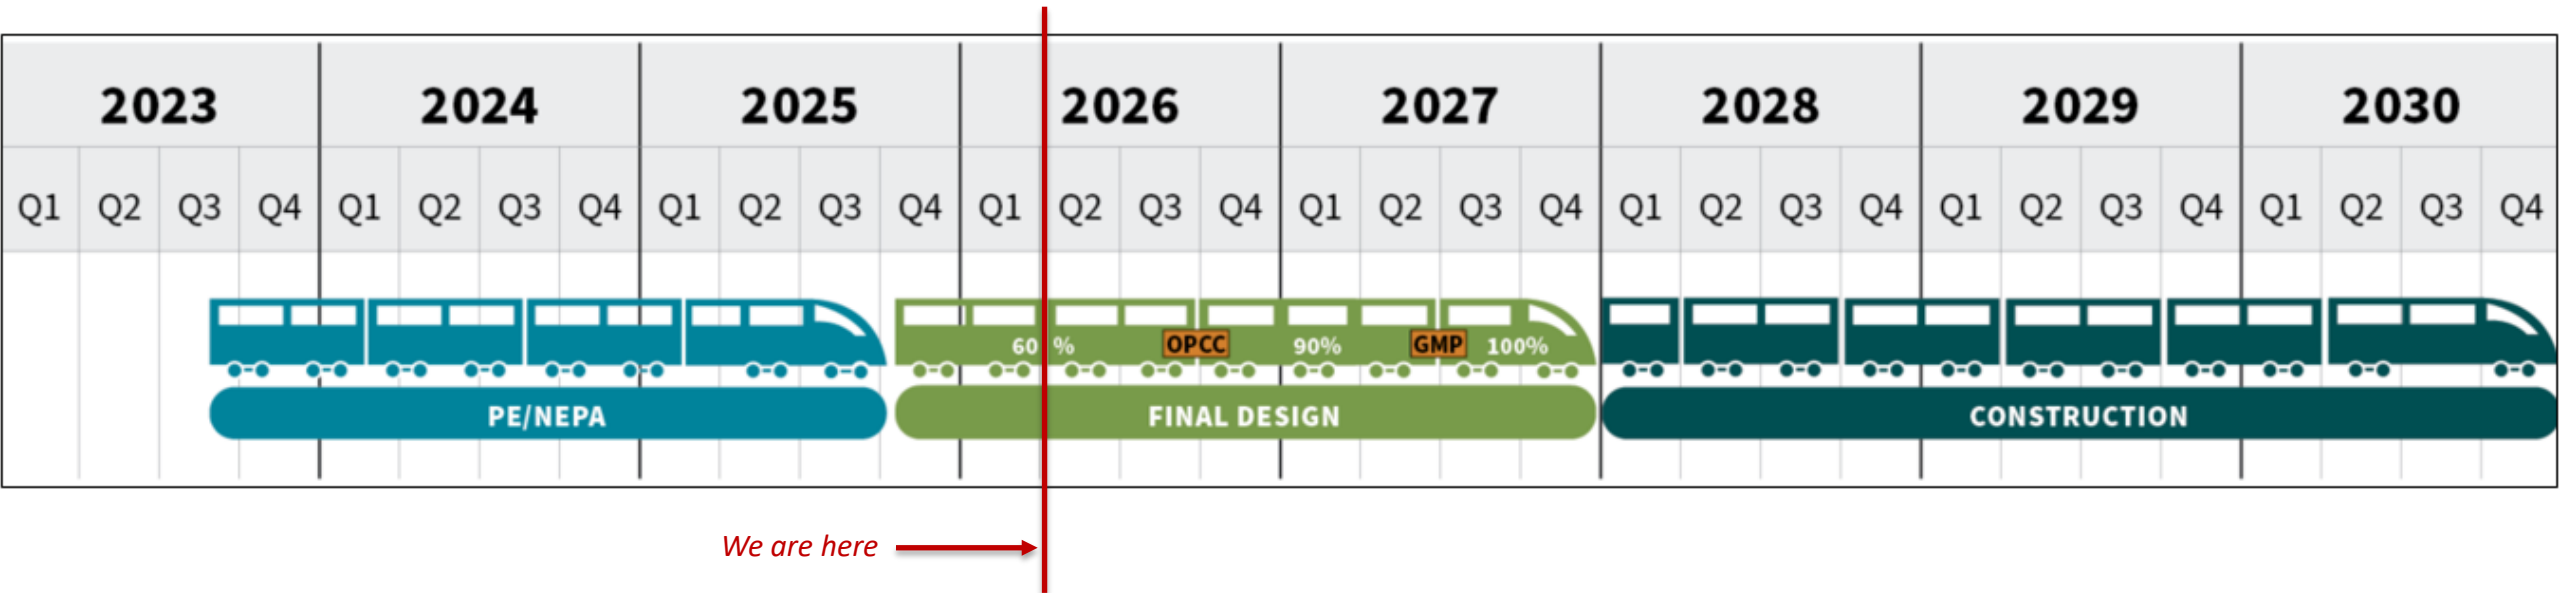 2023 2024 2025 2026 2027 2028 2029 2030
Q1 Q2 Q3 Q4 Q1 Q2 Q3 Q4 Q1 Q2 Q3 Q4 Q1 Q2 Q3 Q4 Q1 Q2 Q3 Q4 Q1 Q2 Q3 Q4 Q1 Q2 Q3 Q4 Q1 Q2 Q3 Q4
60 % OPCC 90% GMP 100%
PE/NEPA FINAL DESIGN CONSTRUCTION
We are here